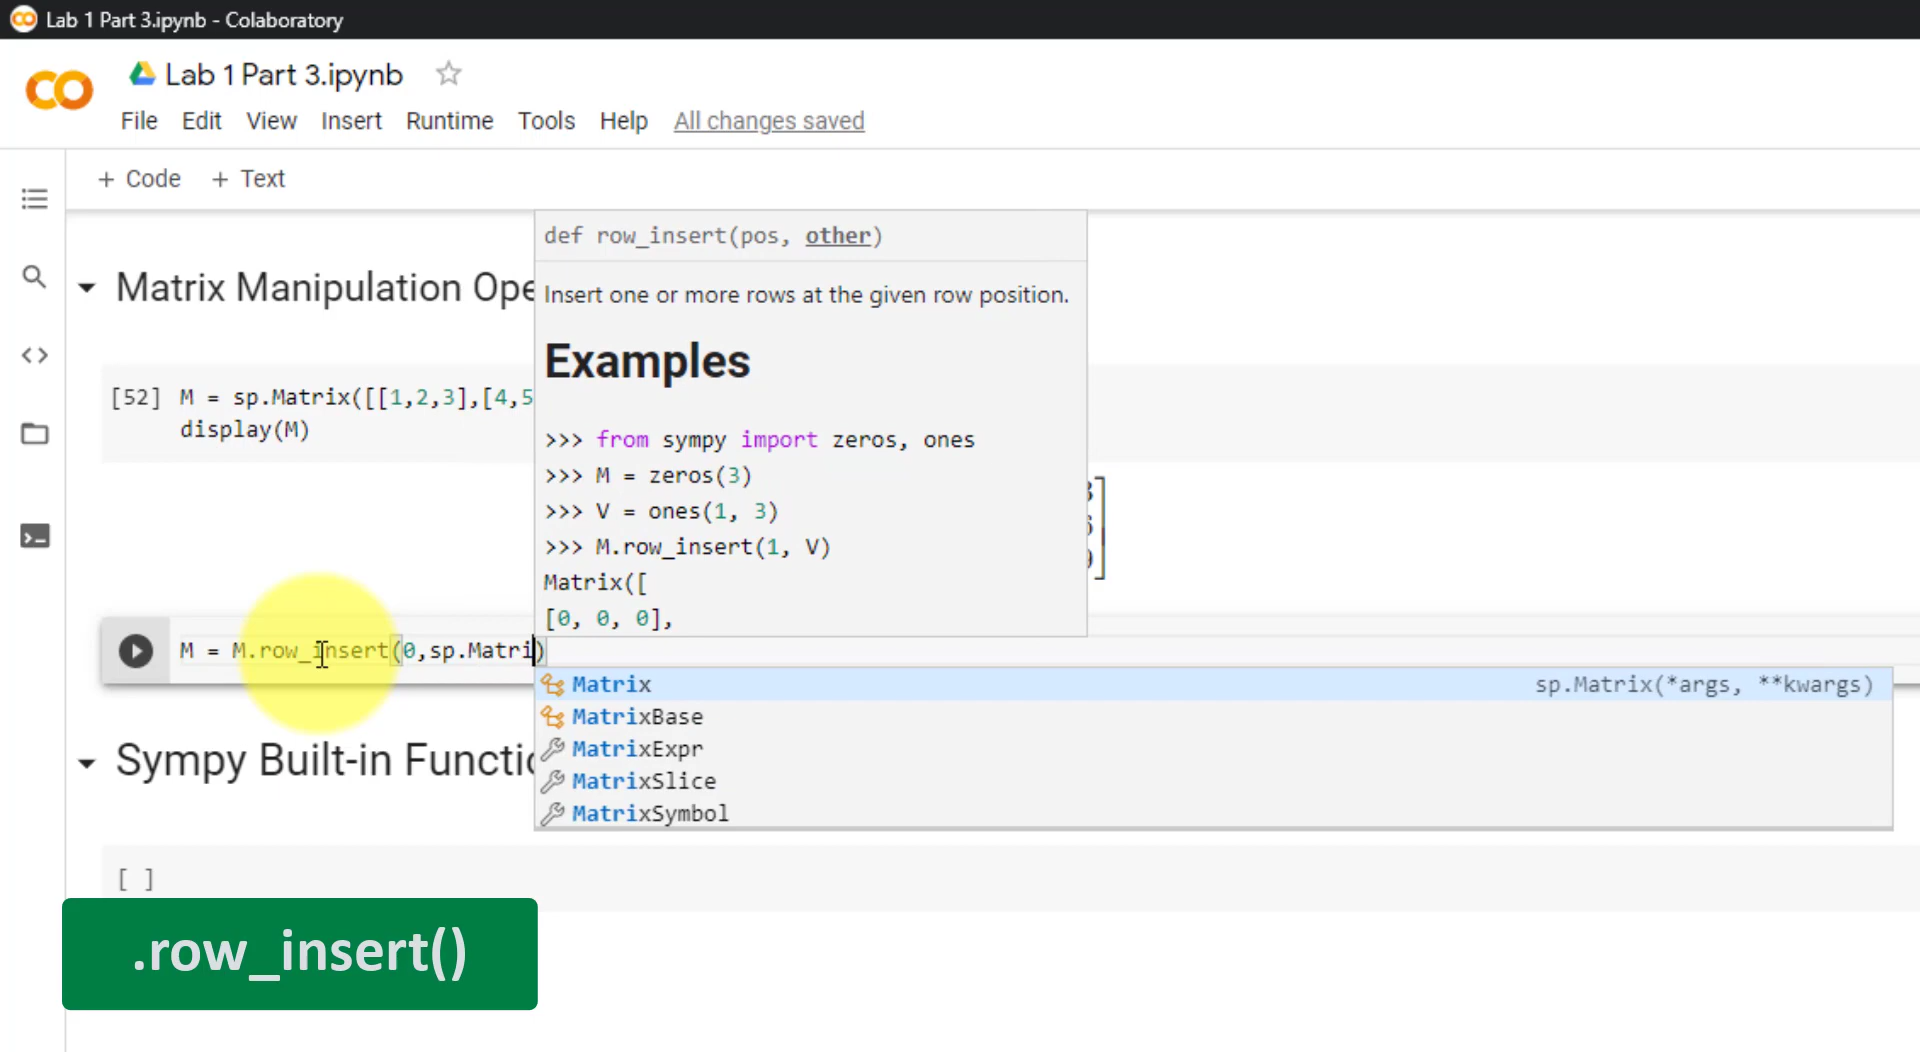 Lab 1 Part 3.ipynb - Colaboratory
Lab 1 Part 3.ipynb
File Edit View Insert Runtime Tools Help All changes saved
+ Code + Text
def row_insert(pos, other)
Matrix Manipulation Ope
Insert one or more rows at the given row position.
Examples
[52] M = sp.Matrix([[1,2,3],[4,5
display(M)
>>> from sympy import zeros, ones
>>> M = zeros(3)
>>> V = ones(1, 3)
>>> M.row_insert(1, V)
Matrix([
[0, 0, 0],
M = M.row_insert(0,sp.Matri)
Matrix sp.Matrix(*args, **kwargs)
MatrixBase
MatrixExpr
MatrixSlice
MatrixSymbol
Sympy Built-in Functio
[ ]
.row_insert()